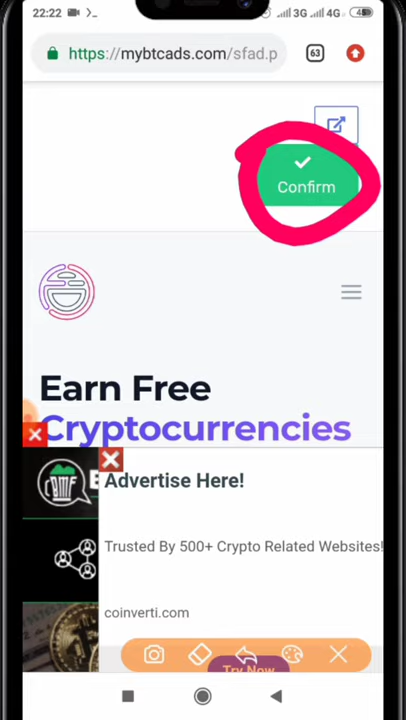 22:22
3G 4G 48
https://mybtcads.com/sfad.p
63
Confirm
Earn Free
Cryptocurrencies
Advertise Here!
Trusted By 500+ Crypto Related Websites!
coinverti.com
Try Now